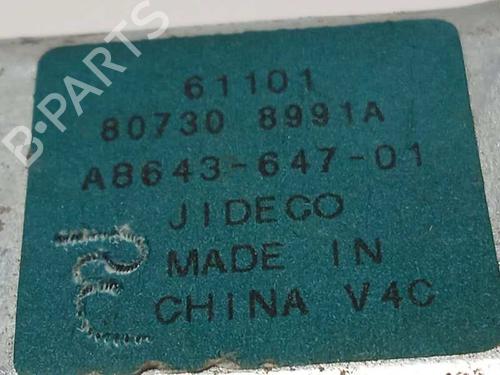 61101
80730 8991A
A8643-647-01
JIDECO
MADE IN
CHINA V4C
B-PARTS